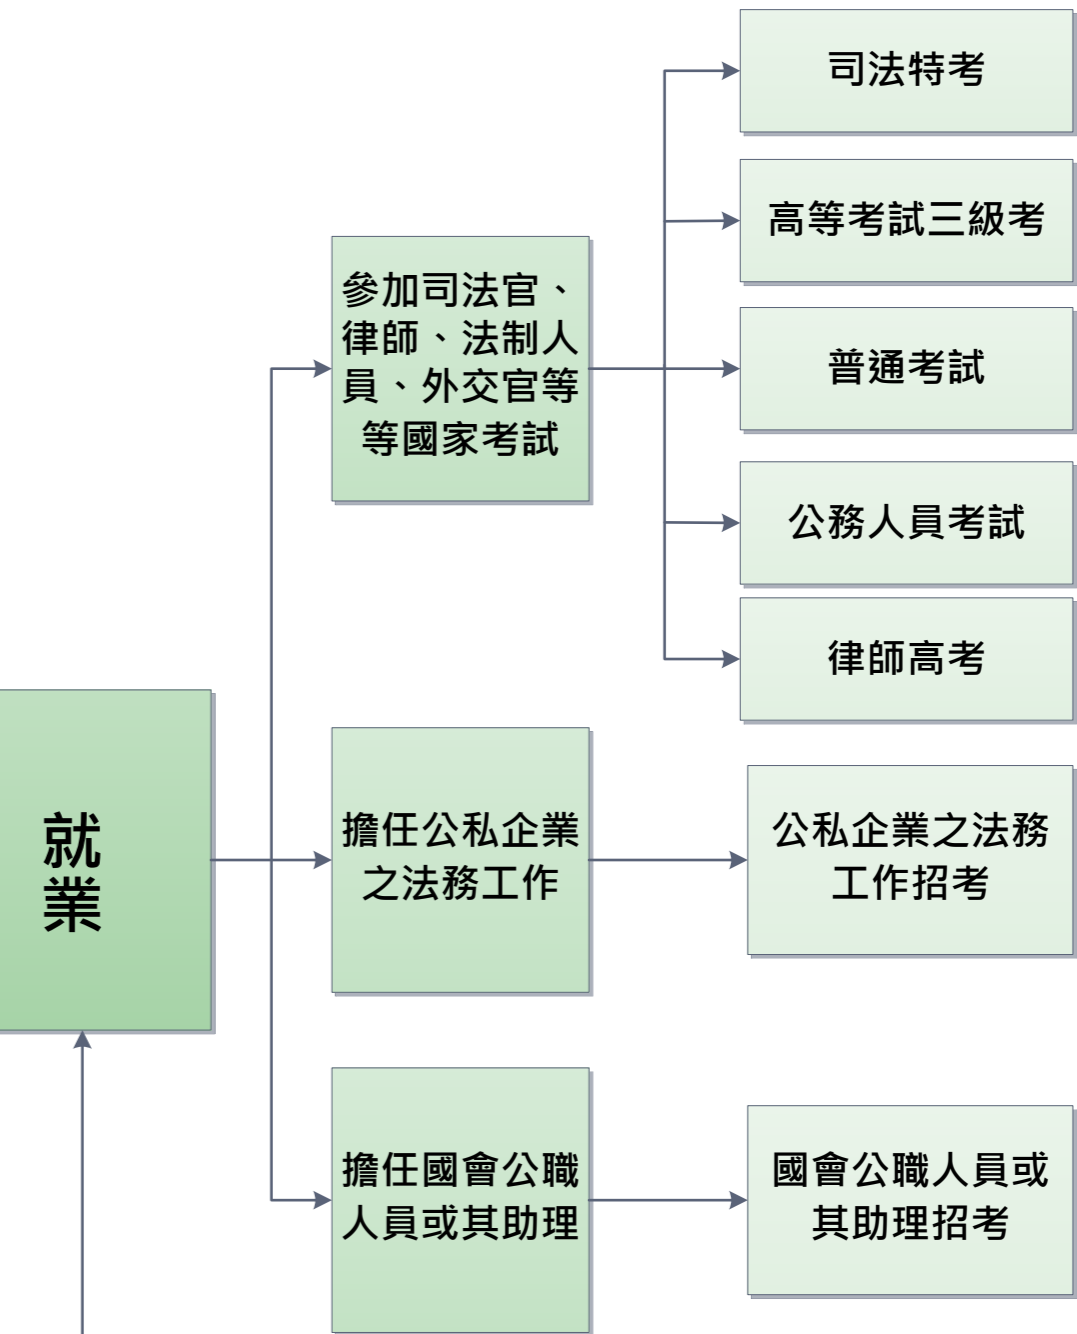 司法特考
高等考試三級考
參加司法官、
律師、法制人
員、外交官等
等國家考試
普通考試
公務人員考試
律師高考
就
業
擔任公私企業
之法務工作
公私企業之法務
工作招考
擔任國會公職
人員或其助理
國會公職人員或
其助理招考